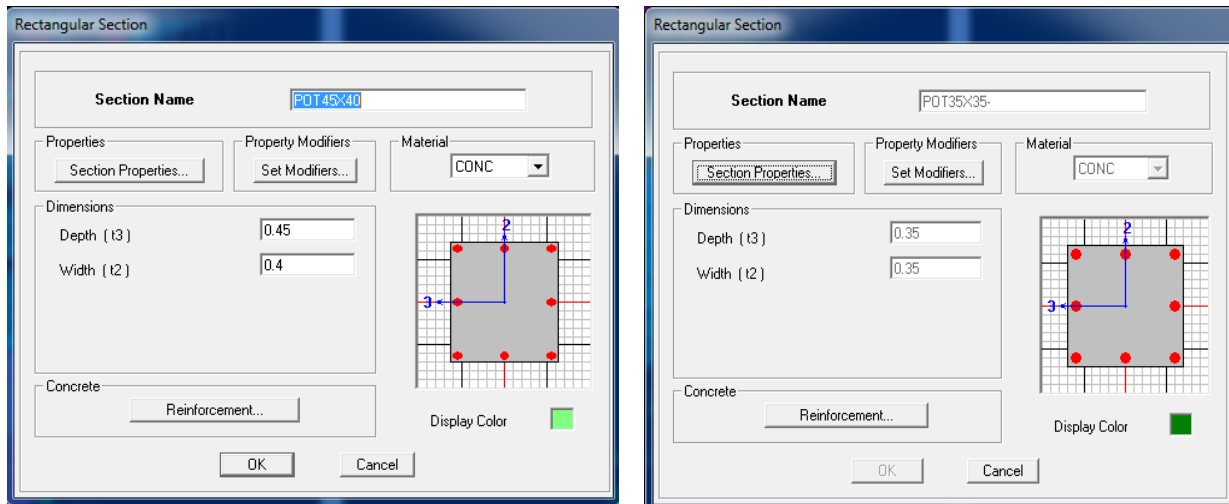 Rectangular Section
Section Name POT45X40
Properties Property Modifiers Material
Section Properties... Set Modifiers... CONC
Dimensions
Depth ( t3 ) 0.45
Width ( t2 ) 0.4
2
3
Concrete
Reinforcement...
Display Color
OK Cancel
Rectangular Section
Section Name POT35X35-
Properties Property Modifiers Material
Section Properties... Set Modifiers... CONC
Dimensions
Depth ( t3 ) 0.35
Width ( t2 ) 0.35
2
3
Concrete
Reinforcement...
Display Color
OK Cancel